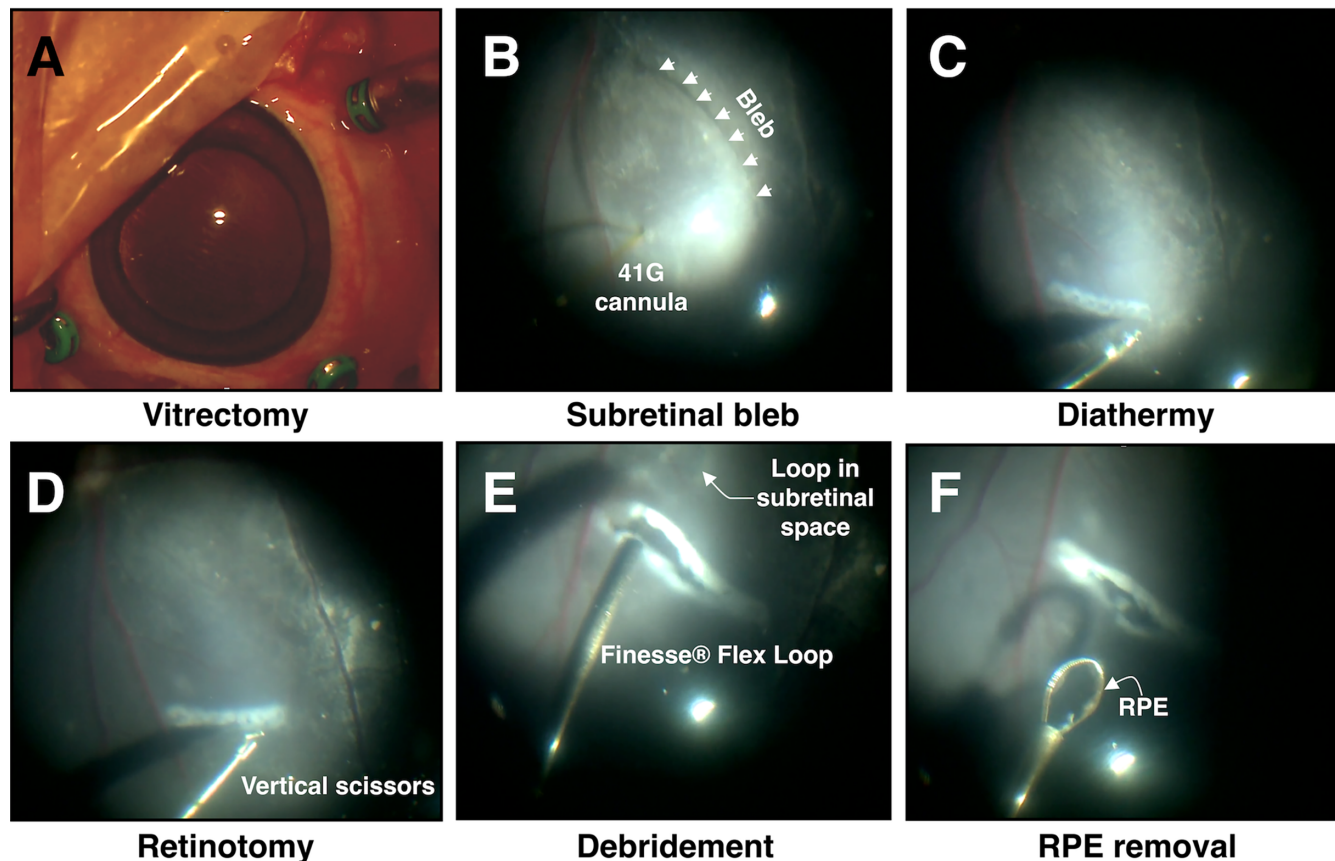 A
B
Bleb
41G
cannula
C
Vitrectomy
Subretinal bleb
Diathermy
D
Vertical scissors
E
Loop in
subretinal
space
Finesse® Flex Loop
F
RPE
Retinotomy
Debridement
RPE removal